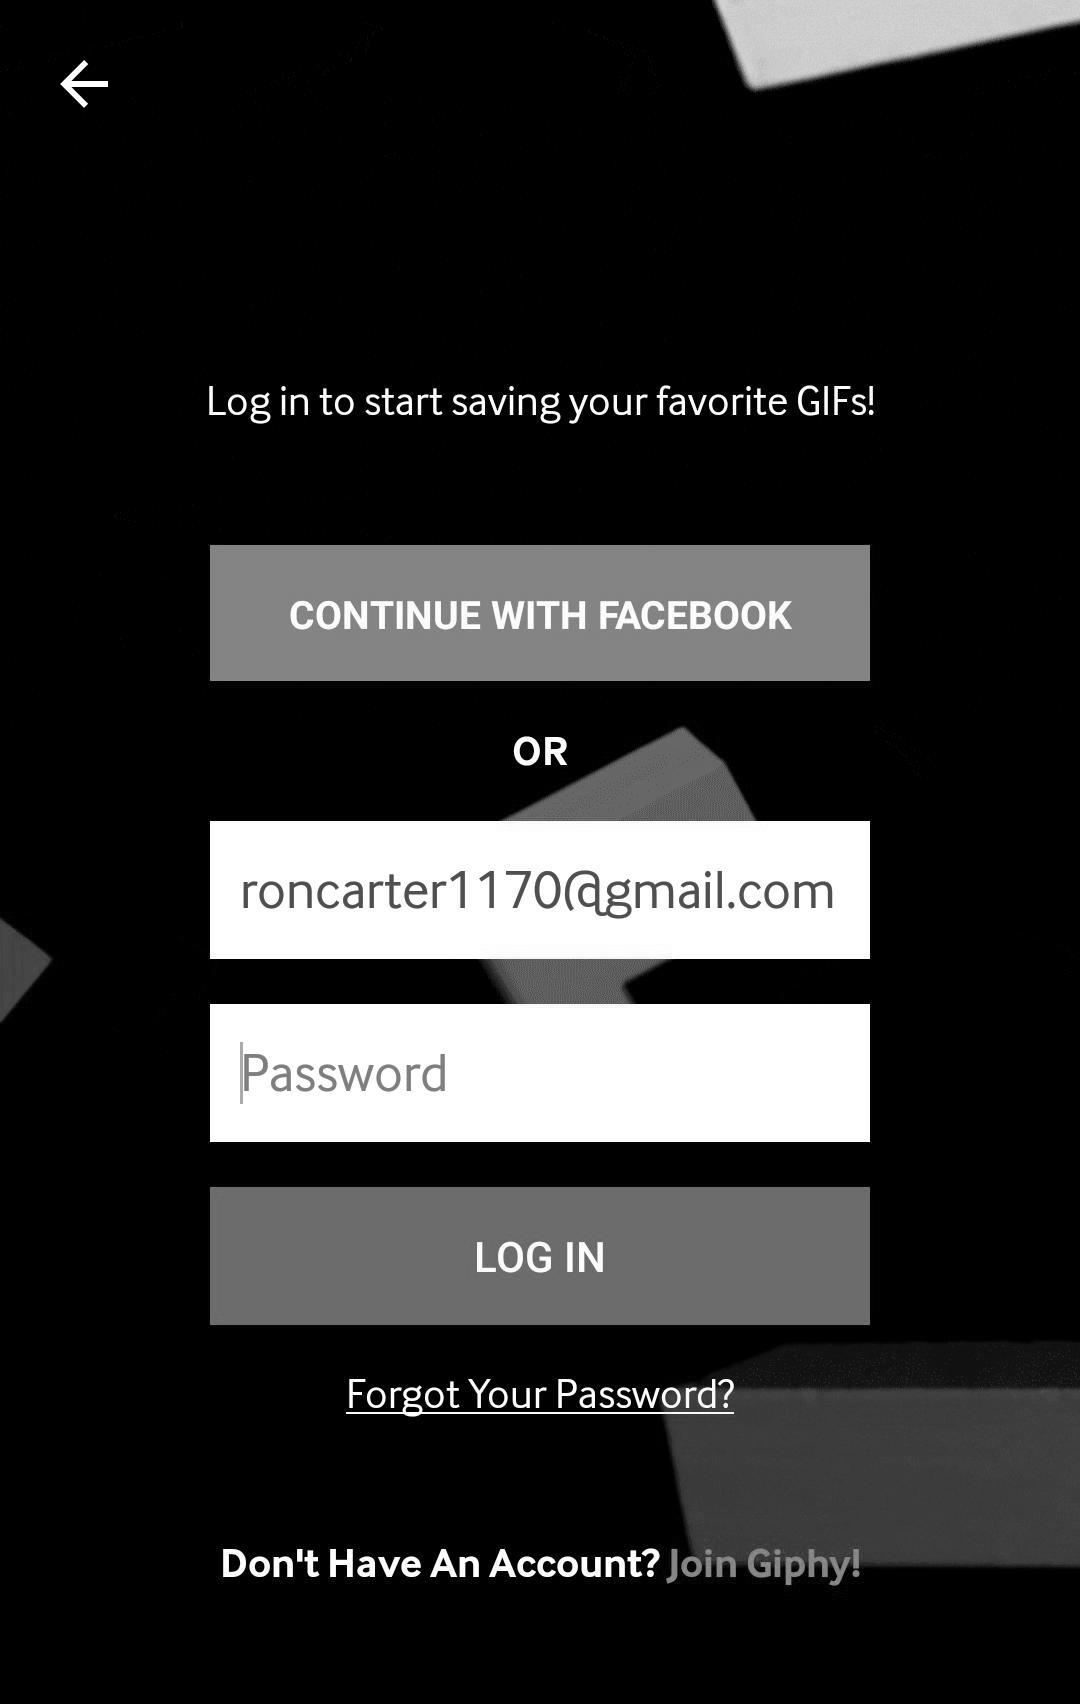 Log in to start saving your favorite GIFs!
CONTINUE WITH FACEBOOK
OR
roncarter1170@gmail.com
Password
LOG IN
Forgot Your Password?
Don't Have An Account? Join Giphy!